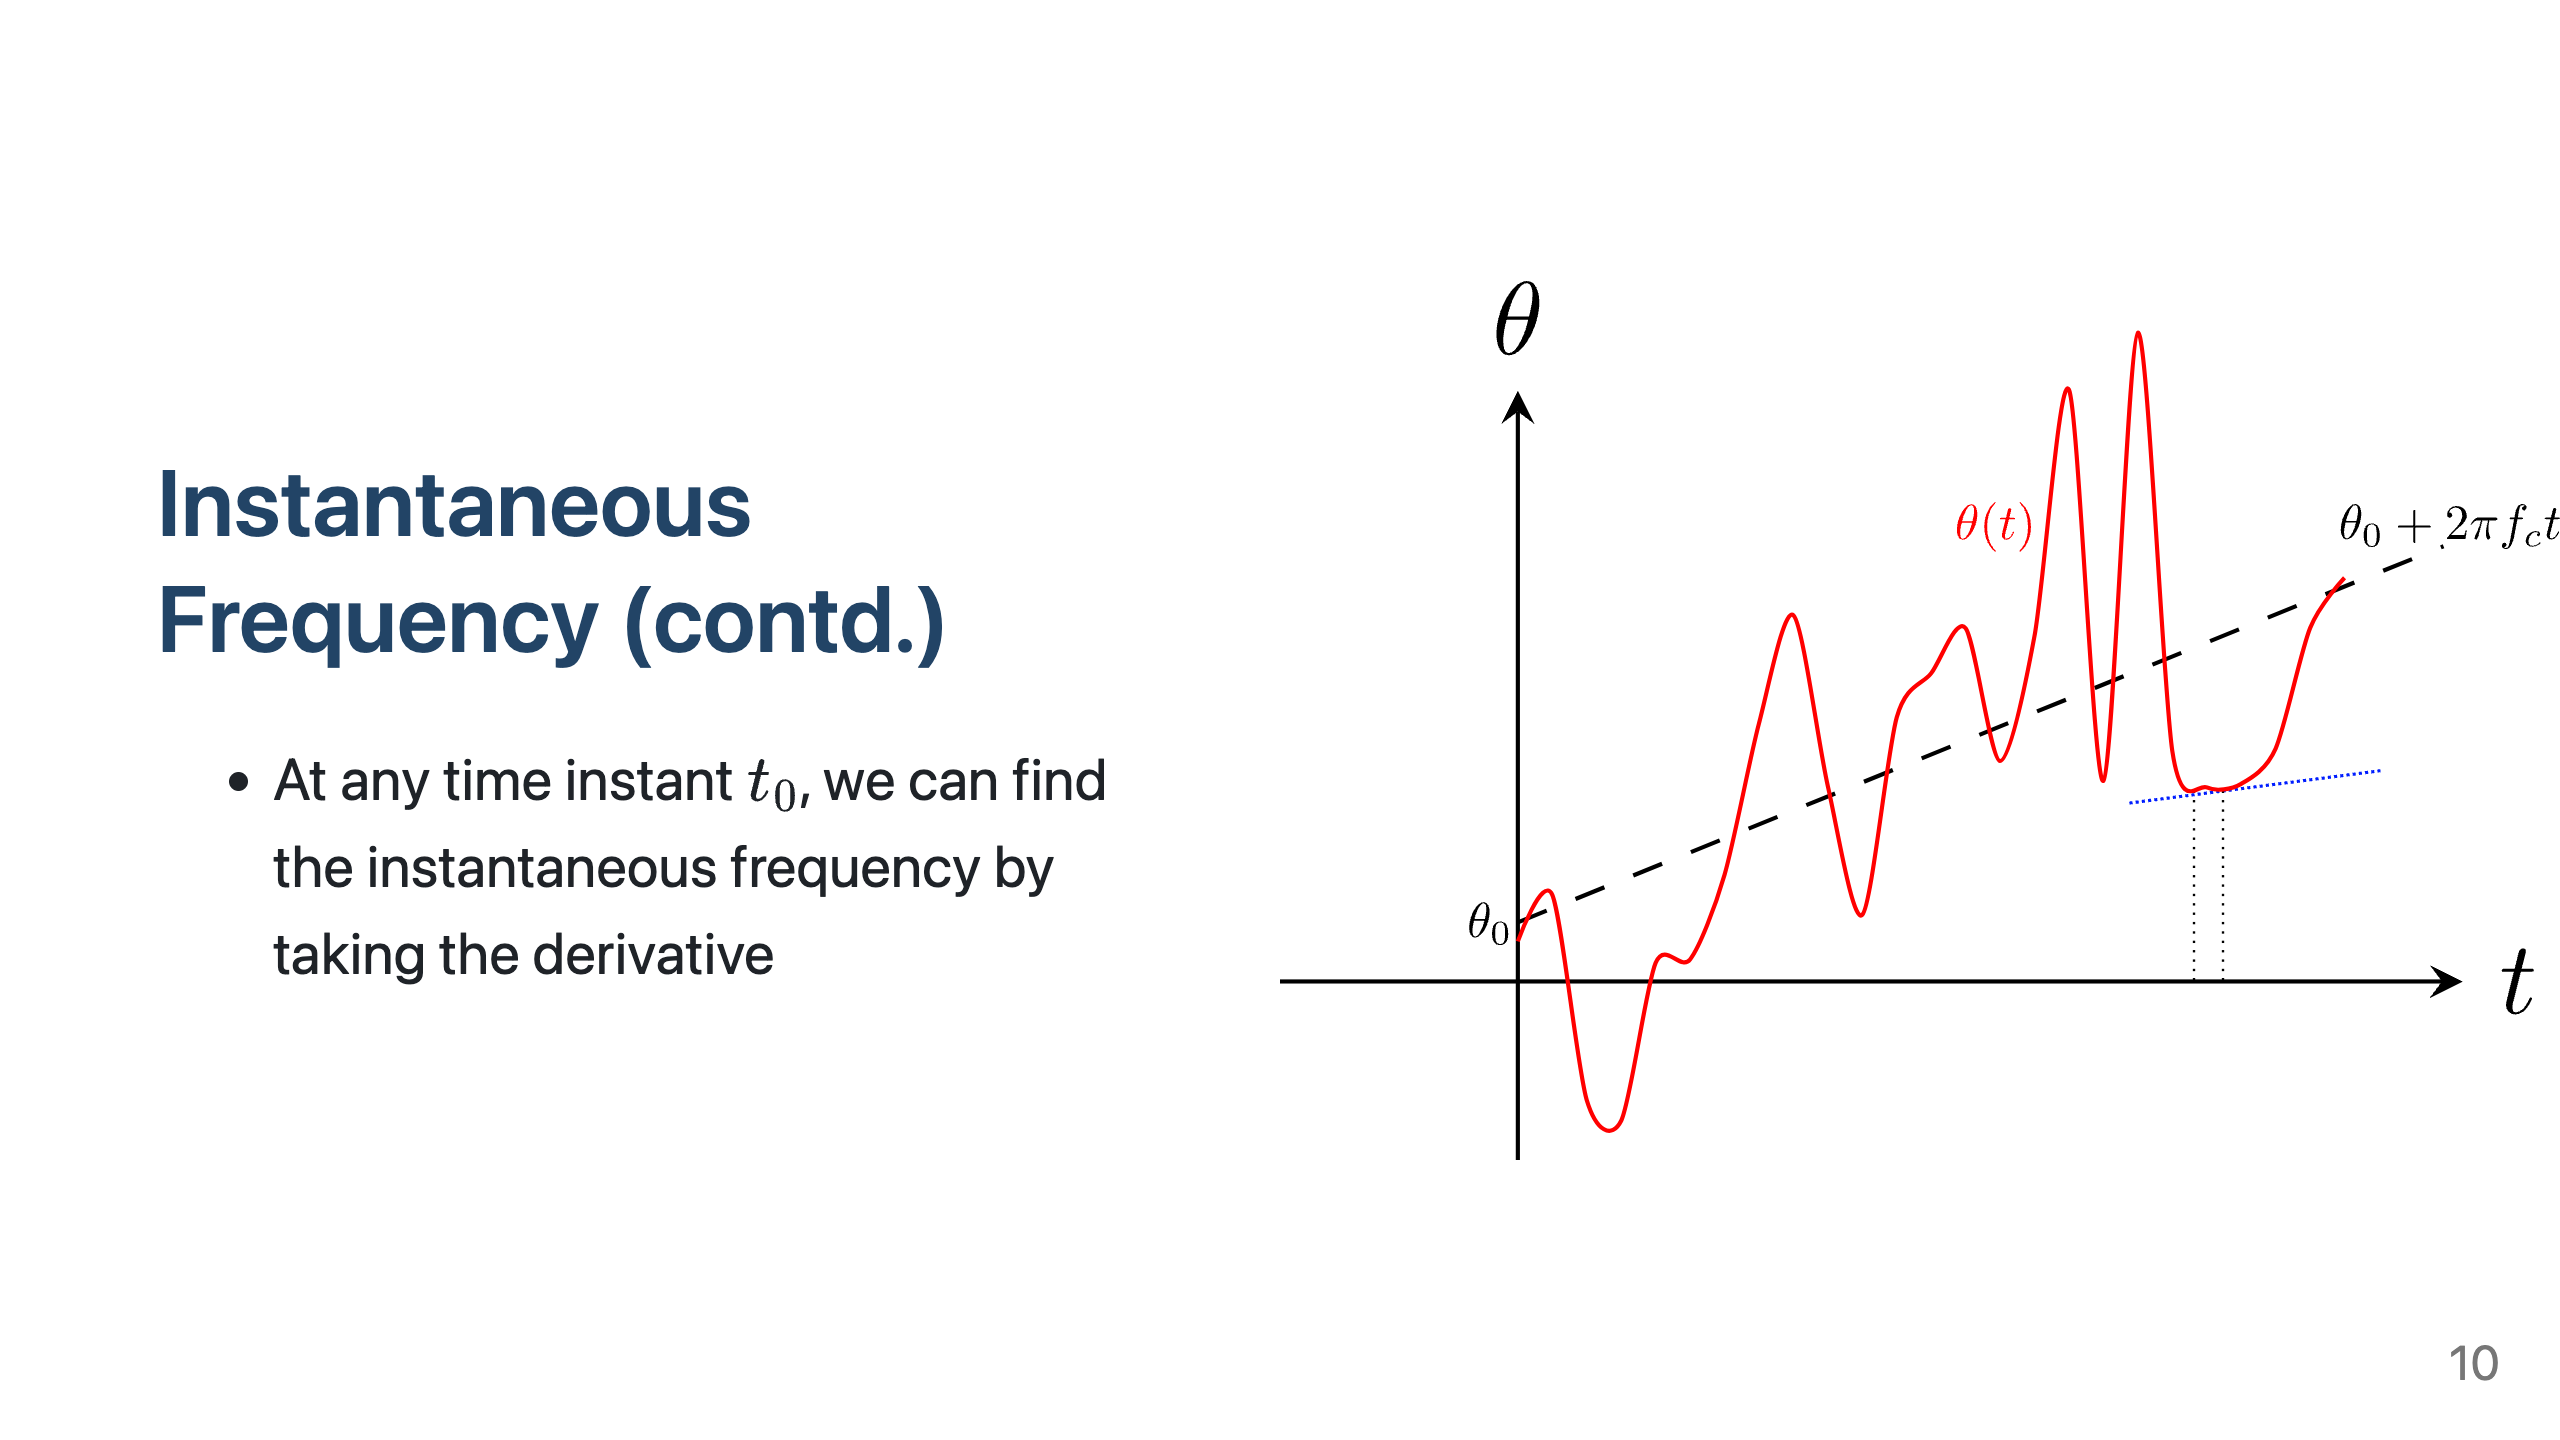 Instantaneous
Frequency (contd.)
• At any time instant t₀, we can find
the instantaneous frequency by
taking the derivative
θ
θ(t)
θ₀ + 2πf_c t
θ₀
t
10